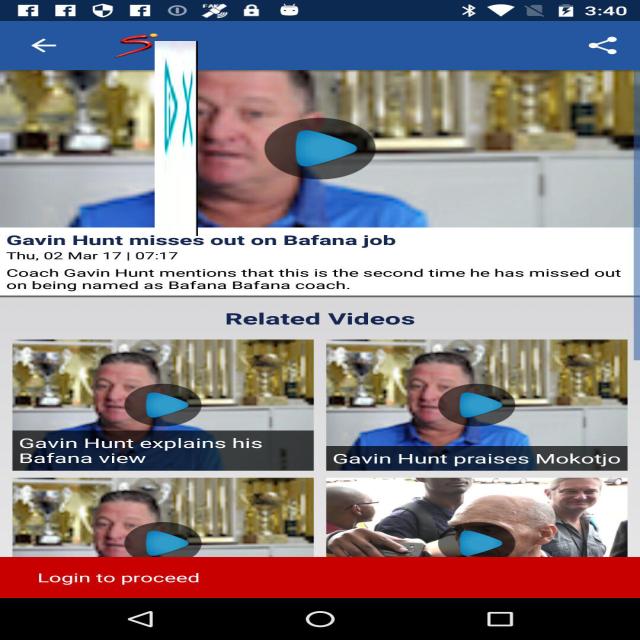 3:40
Gavin Hunt misses out on Bafana job
Thu, 02 Mar 17 | 07:17
Coach Gavin Hunt mentions that this is the second time he has missed out
on being named as Bafana Bafana coach.
Related Videos
Gavin Hunt explains his
Bafana view
Gavin Hunt praises Mokotjo
Login to proceed